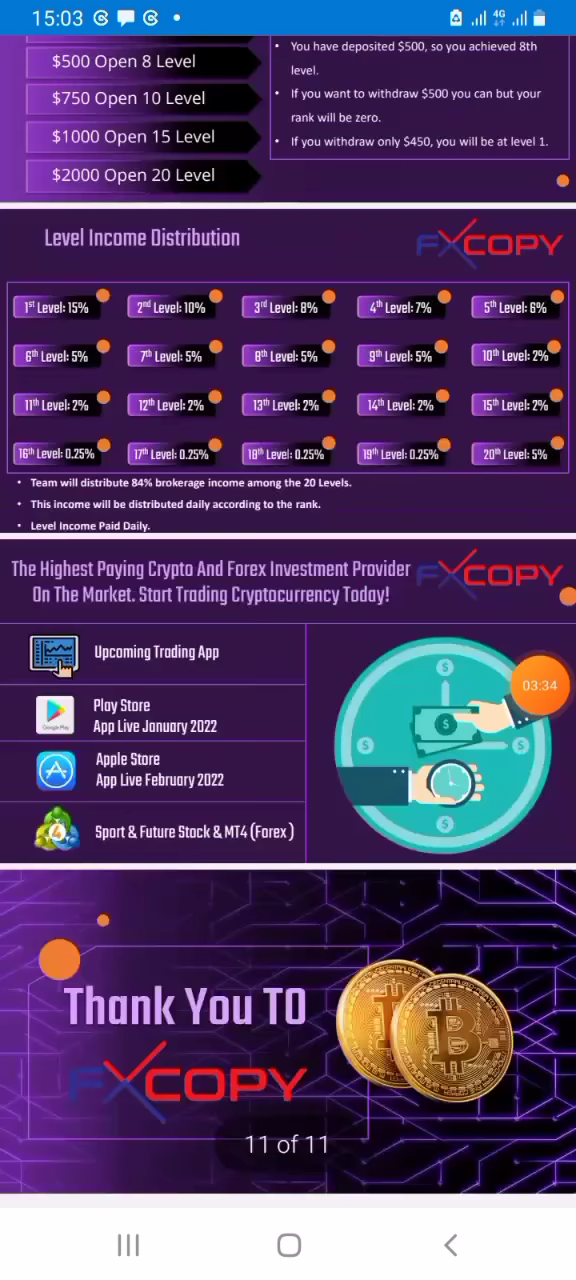 15:03
4G
$500 Open 8 Level
$750 Open 10 Level
$1000 Open 15 Level
$2000 Open 20 Level
• You have deposited $500, so you achieved 8th
level.
• If you want to withdraw $500 you can but your
rank will be zero.
• If you withdraw only $450, you will be at level 1.
Level Income Distribution
FXCOPY
1st Level: 15%
2nd Level: 10%
3rd Level: 8%
4th Level: 7%
5th Level: 6%
6th Level: 5%
7th Level: 5%
8th Level: 5%
9th Level: 5%
10th Level: 2%
11th Level: 2%
12th Level: 2%
13th Level: 2%
14th Level: 2%
15th Level: 2%
16th Level: 0.25%
17th Level: 0.25%
18th Level: 0.25%
19th Level: 0.25%
20th Level: 5%
• Team will distribute 84% brokerage income among the 20 Levels.
• This income will be distributed daily according to the rank.
• Level Income Paid Daily.
The Highest Paying Crypto And Forex Investment Provider
On The Market. Start Trading Cryptocurrency Today!
FXCOPY
Upcoming Trading App
Google Play
Play Store
App Live January 2022
Apple Store
App Live February 2022
4
Sport & Future Stock & MT4 (Forex )
03:34
Thank You TO
FXCOPY
11 of 11